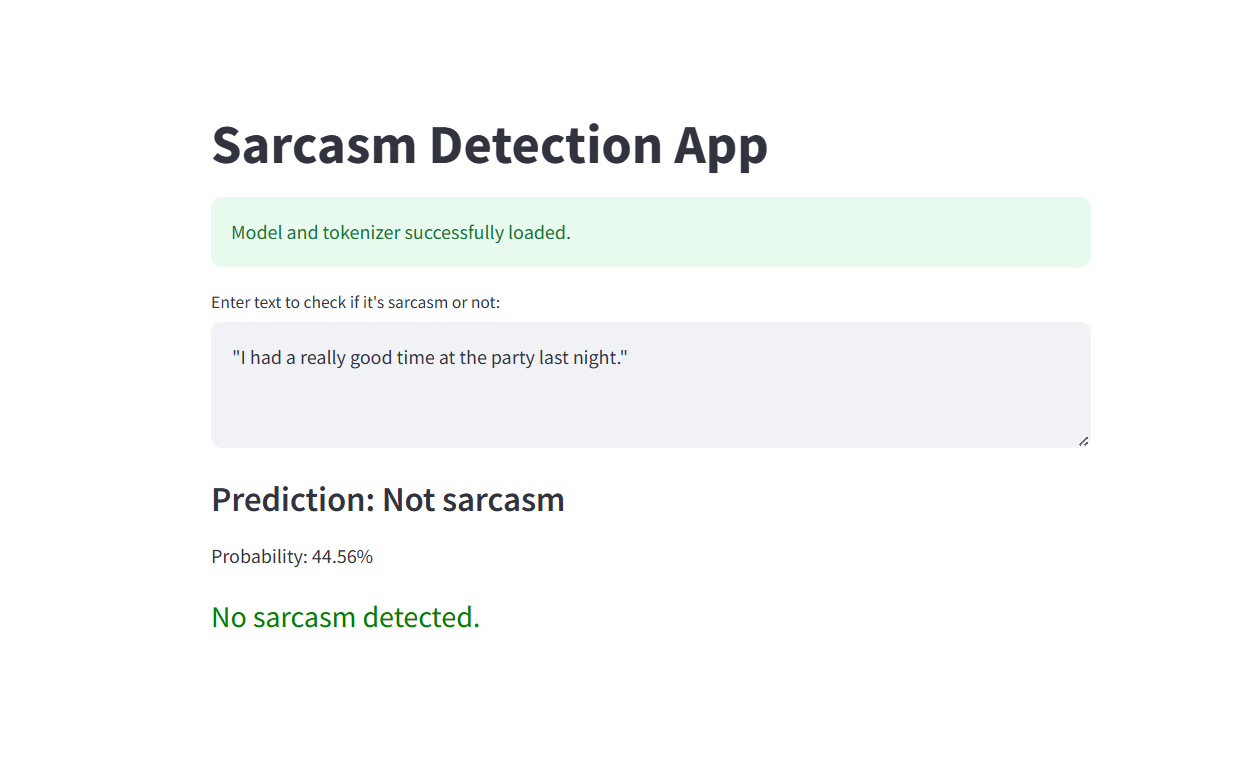 Sarcasm Detection App
Model and tokenizer successfully loaded.
Enter text to check if it's sarcasm or not:
"I had a really good time at the party last night."
Prediction: Not sarcasm
Probability: 44.56%
No sarcasm detected.